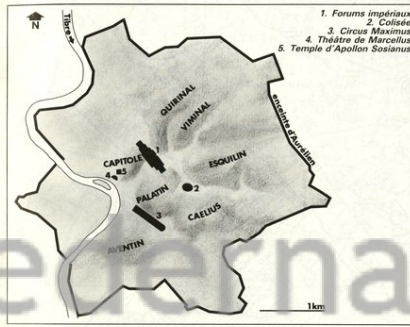 1. Forums impériaux
2. Colisée
3. Circus Maximus
4. Théâtre de Marcellus
5. Temple d'Apollon Sosianus
N
Tibre
QUIRINAL
VIMINAL
enceinte d'Aurélien
CAPITOLE
1
5
4
ESQUILIN
PALATIN
2
3
CAELIUS
AVENTIN
ederna
1km